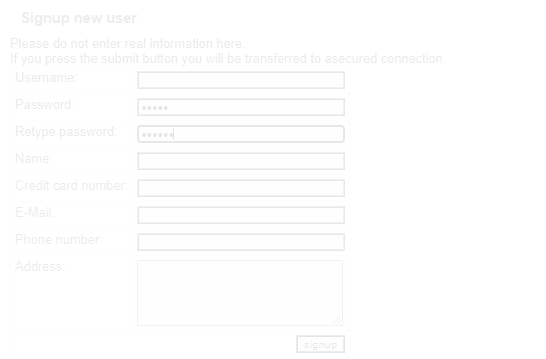 Signup new user
Please do not enter real information here.
If you press the submit button you will be transferred to asecured connection.
Username:
Password: •••••
Retype password: ••••••
Name:
Credit card number:
E-Mail:
Phone number:
Address:
signup